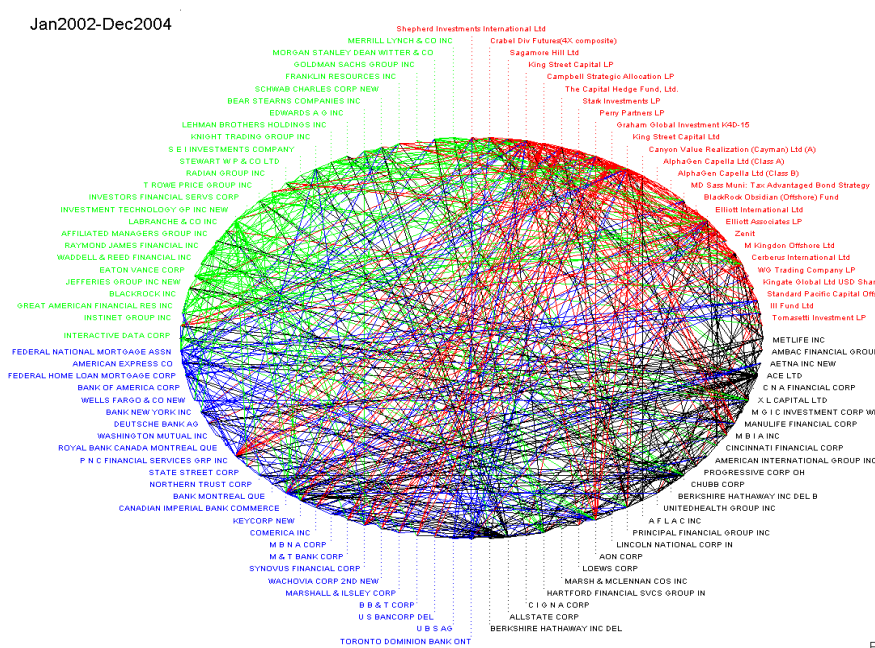 Jan2002-Dec2004
Shepherd Investments International Ltd
MERRILL LYNCH & CO INC
Crabel Div Futures(4X composite)
MORGAN STANLEY DEAN WITTER & CO
Sagamore Hill Ltd
GOLDMAN SACHS GROUP INC
King Street Capital LP
FRANKLIN RESOURCES INC
Campbell Strategic Allocation LP
SCHWAB CHARLES CORP NEW
The Capital Hedge Fund, Ltd.
BEAR STEARNS COMPANIES INC
Stark Investments LP
EDWARDS A G INC
Perry Partners LP
LEHMAN BROTHERS HOLDINGS INC
Graham Global Investment K4D-15
KNIGHT TRADING GROUP INC
King Street Capital Ltd
S E I INVESTMENTS COMPANY
Canyon Value Realization (Cayman) Ltd (A)
STEWART W P & CO LTD
AlphaGen Capella Ltd (Class A)
RADIAN GROUP INC
AlphaGen Capella Ltd (Class B)
T ROWE PRICE GROUP INC
MD Sass Muni: Tax Advantaged Bond Strategy
INVESTORS FINANCIAL SERVS CORP
BlackRock Obsidian (Offshore) Fund
INVESTMENT TECHNOLOGY GP INC NEW
Elliott International Ltd
LABRANCHE & CO INC
Elliott Associates LP
AFFILIATED MANAGERS GROUP INC
Zenit
RAYMOND JAMES FINANCIAL INC
M Kingdon Offshore Ltd
WADDELL & REED FINANCIAL INC
Cerberus International Ltd
EATON VANCE CORP
WG Trading Company LP
JEFFERIES GROUP INC NEW
Kingate Global Ltd USD Shar
BLACKROCK INC
Standard Pacific Capital Off
GREAT AMERICAN FINANCIAL RES INC
III Fund Ltd
INSTINET GROUP INC
Tomasetti Investment LP
INTERACTIVE DATA CORP
METLIFE INC
FEDERAL NATIONAL MORTGAGE ASSN
AMBAC FINANCIAL GROU
AMERICAN EXPRESS CO
AETNA INC NEW
FEDERAL HOME LOAN MORTGAGE CORP
ACE LTD
BANK OF AMERICA CORP
C N A FINANCIAL CORP
WELLS FARGO & CO NEW
X L CAPITAL LTD
BANK NEW YORK INC
M G I C INVESTMENT CORP WI
DEUTSCHE BANK AG
MANULIFE FINANCIAL CORP
WASHINGTON MUTUAL INC
M B I A INC
ROYAL BANK CANADA MONTREAL QUE
CINCINNATI FINANCIAL CORP
P N C FINANCIAL SERVICES GRP INC
AMERICAN INTERNATIONAL GROUP INC
STATE STREET CORP
PROGRESSIVE CORP OH
NORTHERN TRUST CORP
CHUBB CORP
BANK MONTREAL QUE
BERKSHIRE HATHAWAY INC DEL B
CANADIAN IMPERIAL BANK COMMERCE
UNITEDHEALTH GROUP INC
KEYCORP NEW
A F L A C INC
COMERICA INC
PRINCIPAL FINANCIAL GROUP INC
M B N A CORP
LINCOLN NATIONAL CORP IN
M & T BANK CORP
AON CORP
SYNOVUS FINANCIAL CORP
LOEWS CORP
WACHOVIA CORP 2ND NEW
MARSH & MCLENNAN COS INC
MARSHALL & ILSLEY CORP
HARTFORD FINANCIAL SVCS GROUP IN
B B & T CORP
C I G N A CORP
U S BANCORP DEL
ALLSTATE CORP
U B S AG
BERKSHIRE HATHAWAY INC DEL
TORONTO DOMINION BANK ONT